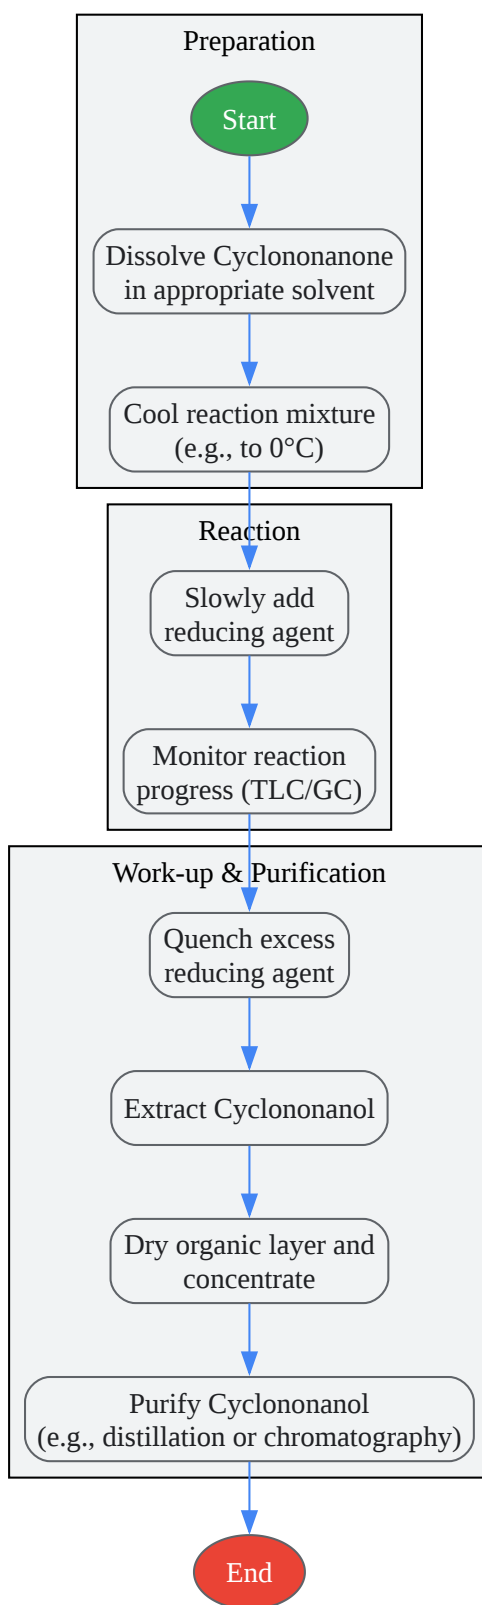 Preparation
Start
Dissolve Cyclononanone
in appropriate solvent
Cool reaction mixture
(e.g., to 0°C)
Reaction
Slowly add
reducing agent
Monitor reaction
progress (TLC/GC)
Work-up & Purification
Quench excess
reducing agent
Extract Cyclononanol
Dry organic layer and
concentrate
Purify Cyclononanol
(e.g., distillation or chromatography)
End